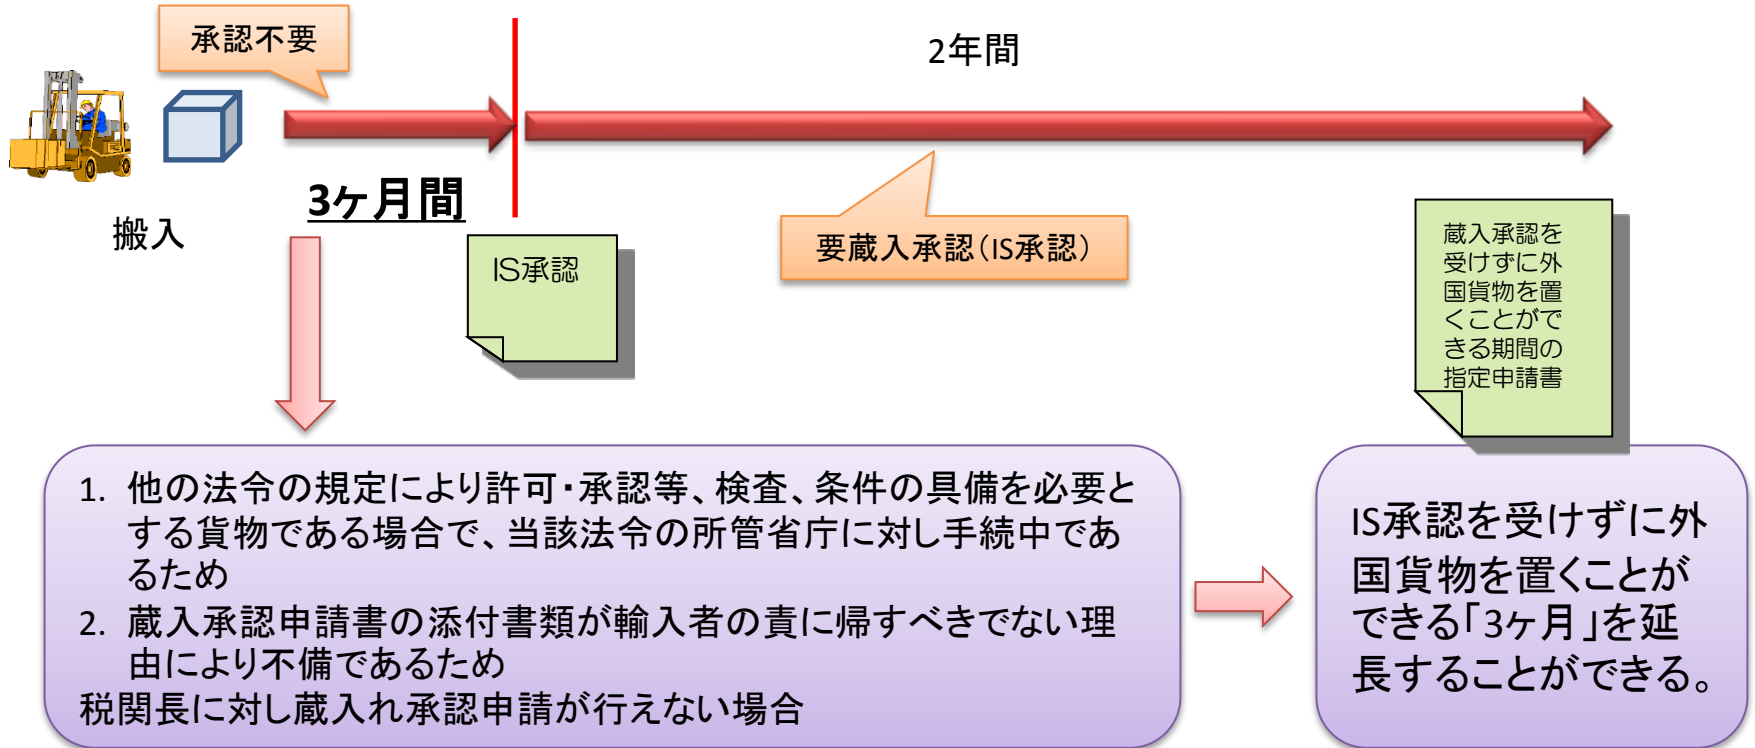 承認不要
2年間
3ヶ月間
搬入
IS承認
要蔵入承認（IS承認）
蔵入承認を
受けずに外
国貨物を置
くことがで
きる期間の
指定申請書
1. 他の法令の規定により許可・承認等、検査、条件の具備を必要と
する貨物である場合で、当該法令の所管省庁に対し手続中であ
るため
2. 蔵入承認申請書の添付書類が輸入者の責に帰すべきでない理
由により不備であるため
税関長に対し蔵入れ承認申請が行えない場合
IS承認を受けずに外
国貨物を置くことが
できる「3ヶ月」を延
長することができる。